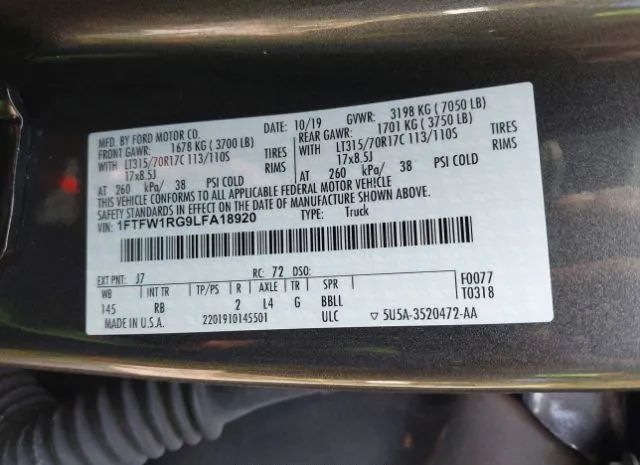 MFD. BY FORD MOTOR CO.
DATE: 10/19
GVWR: 3198 KG ( 7050 LB)
FRONT GAWR: 1678 KG ( 3700 LB)
REAR GAWR: 1701 KG ( 3750 LB)
WITH LT315/70R17C 113/110S TIRES
WITH LT315/70R17C 113/110S TIRES
17x8.5J RIMS
17x8.5J RIMS
AT 260 kPa/ 38 PSI COLD
AT 260 kPa/ 38 PSI COLD
THIS VEHICLE CONFORMS TO ALL APPLICABLE FEDERAL MOTOR VEHICLE
SAFETY STANDARDS IN EFFECT ON THE DATE OF MANUFACTURE SHOWN ABOVE.
VIN: 1FTFW1RG9LFA18920
TYPE: Truck
EXT PNT: J7 RC: 72 DSO: F0077
WB INT TR TP/PS R AXLE TR SPR T0318
145 RB 2 L4 G BBLL
MADE IN U.S.A. 2201910145501 ULC ▽ 5U5A-3520472-AA